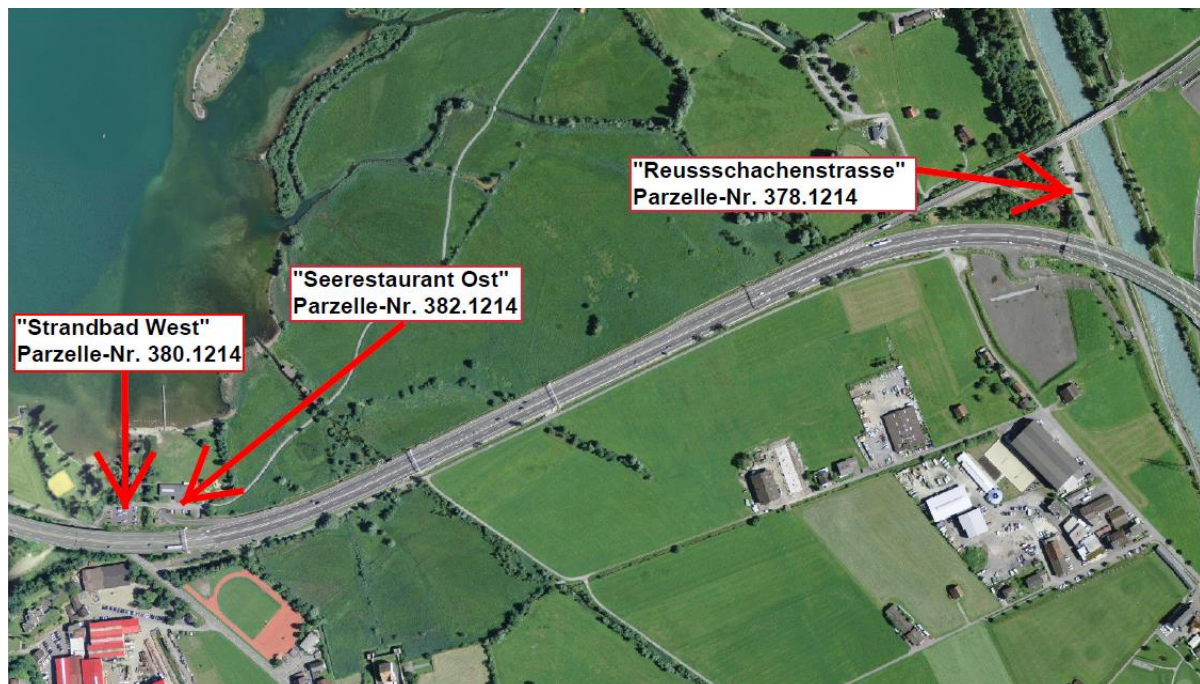 "Reussschachenstrasse"
Parzelle-Nr. 378.1214
"Seerestaurant Ost"
Parzelle-Nr. 382.1214
"Strandbad West"
Parzelle-Nr. 380.1214